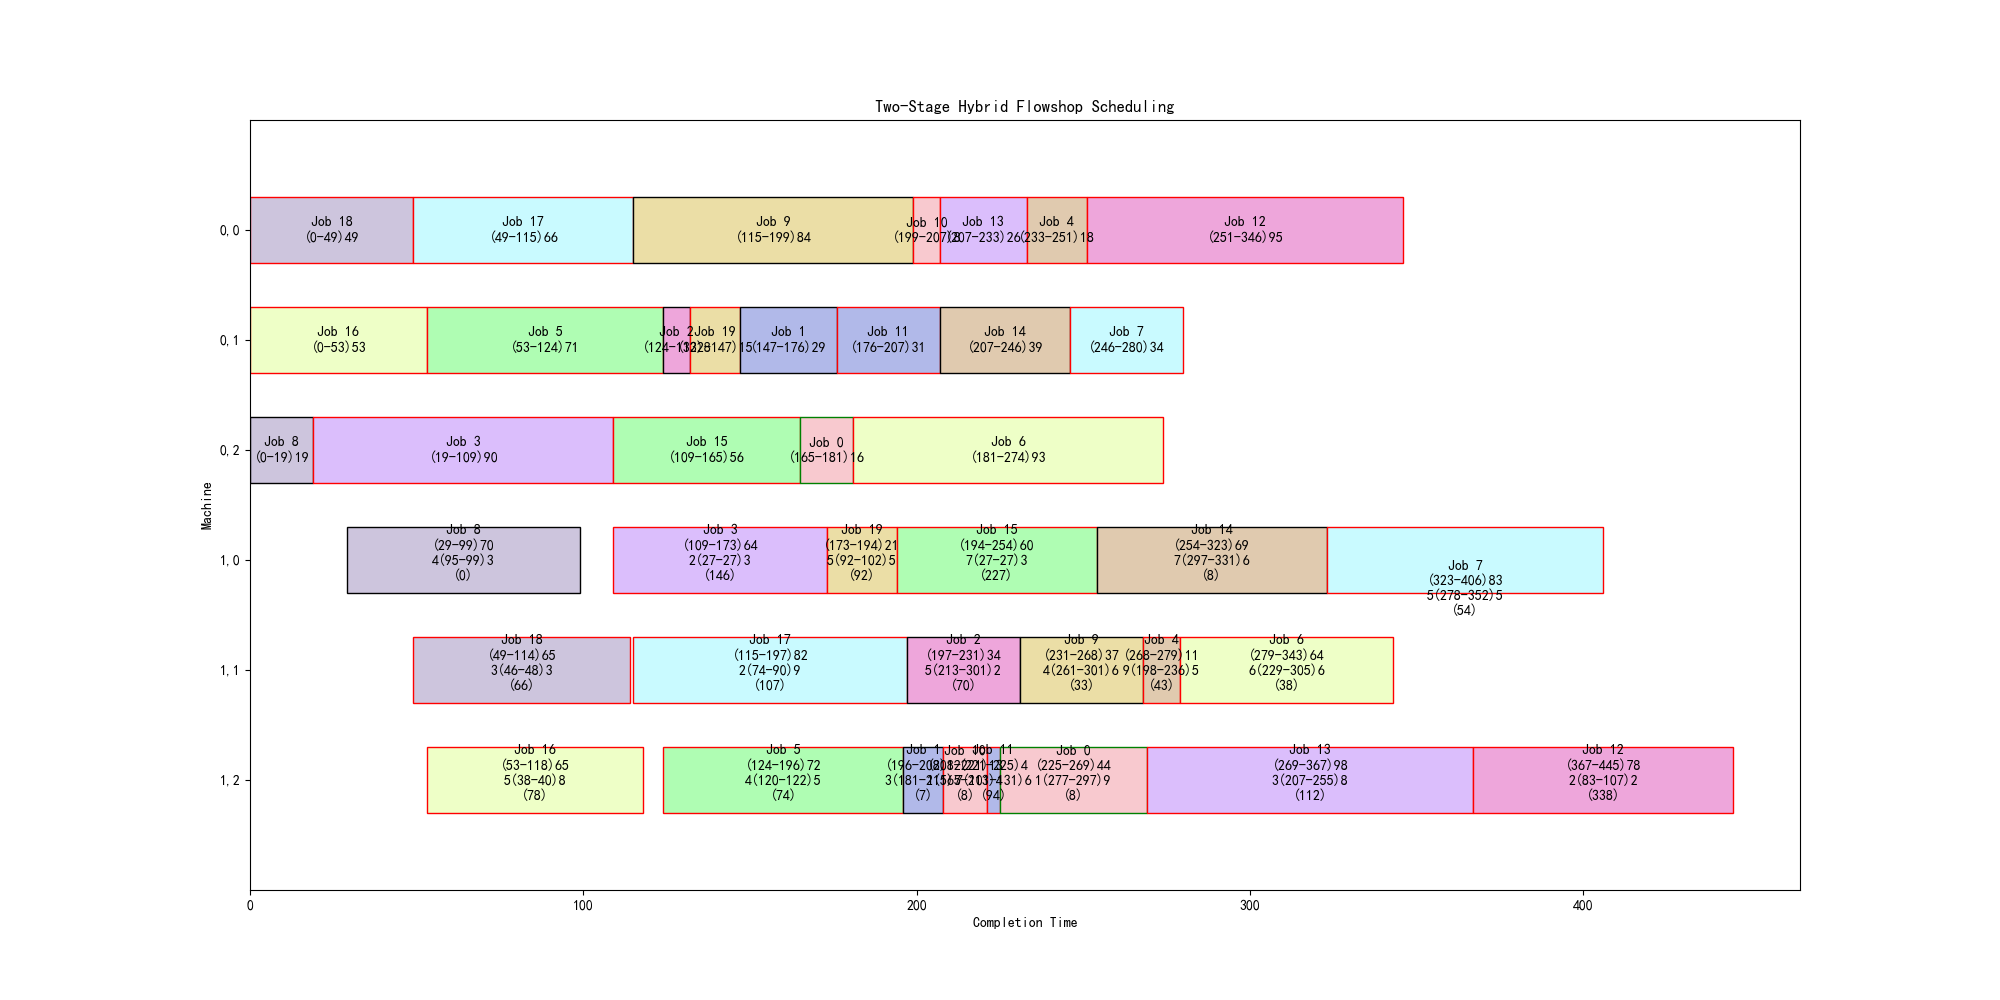 Two-Stage Hybrid Flowshop Scheduling
0,0
Job 18
(0-49)49
Job 17
(49-115)66
Job 9
(115-199)84
Job 10
(199-207)8
Job 13
(207-233)26
Job 4
(233-251)18
Job 12
(251-346)95
0,1
Job 16
(0-53)53
Job 5
(53-124)71
Job 2
(124-132)8
Job 19
(132-147)15
Job 1
(147-176)29
Job 11
(176-207)31
Job 14
(207-246)39
Job 7
(246-280)34
0,2
Job 8
(0-19)19
Job 3
(19-109)90
Job 15
(109-165)56
Job 0
(165-181)16
Job 6
(181-274)93
Machine
1,0
Job 8
(29-99)70
4(95-99)3
(0)
Job 3
(109-173)64
2(27-27)3
(146)
Job 19
(173-194)21
5(92-102)5
(92)
Job 15
(194-254)60
7(27-27)3
(227)
Job 14
(254-323)69
7(297-331)6
(8)
Job 7
(323-406)83
5(278-352)5
(54)
1,1
Job 18
(49-114)65
3(46-48)3
(66)
Job 17
(115-197)82
2(74-90)9
(107)
Job 2
(197-231)34
5(213-301)2
(70)
Job 9
(231-268)37
4(261-301)6
(33)
Job 4
(268-279)11
9(198-236)5
(43)
Job 6
(279-343)64
6(229-305)6
(38)
1,2
Job 16
(53-118)65
5(38-40)8
(78)
Job 5
(124-196)72
4(120-122)5
(74)
Job 1
(7)
Job 10
(8)
Job 11
(94)
Job 0
(225-269)44
1(277-297)9
(8)
Job 13
(269-367)98
3(207-255)8
(112)
Job 12
(367-445)78
2(83-107)2
(338)
0
100
200
300
400
Completion Time